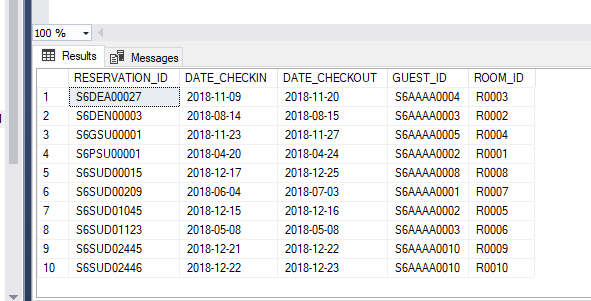 100 %
Results Messages
RESERVATION_ID DATE_CHECKIN DATE_CHECKOUT GUEST_ID ROOM_ID
1 S6DEA00027 2018-11-09 2018-11-20 S6AAAA0004 R0003
2 S6DEN00003 2018-08-14 2018-08-15 S6AAAA0003 R0002
3 S6GSU00001 2018-11-23 2018-11-27 S6AAAA0005 R0004
4 S6PSU00001 2018-04-20 2018-04-24 S6AAAA0002 R0001
5 S6SUD00015 2018-12-17 2018-12-25 S6AAAA0008 R0008
6 S6SUD00209 2018-06-04 2018-07-03 S6AAAA0001 R0007
7 S6SUD01045 2018-12-15 2018-12-16 S6AAAA0002 R0005
8 S6SUD01123 2018-05-08 2018-05-08 S6AAAA0003 R0006
9 S6SUD02445 2018-12-21 2018-12-22 S6AAAA0010 R0009
10 S6SUD02446 2018-12-22 2018-12-23 S6AAAA0010 R0010